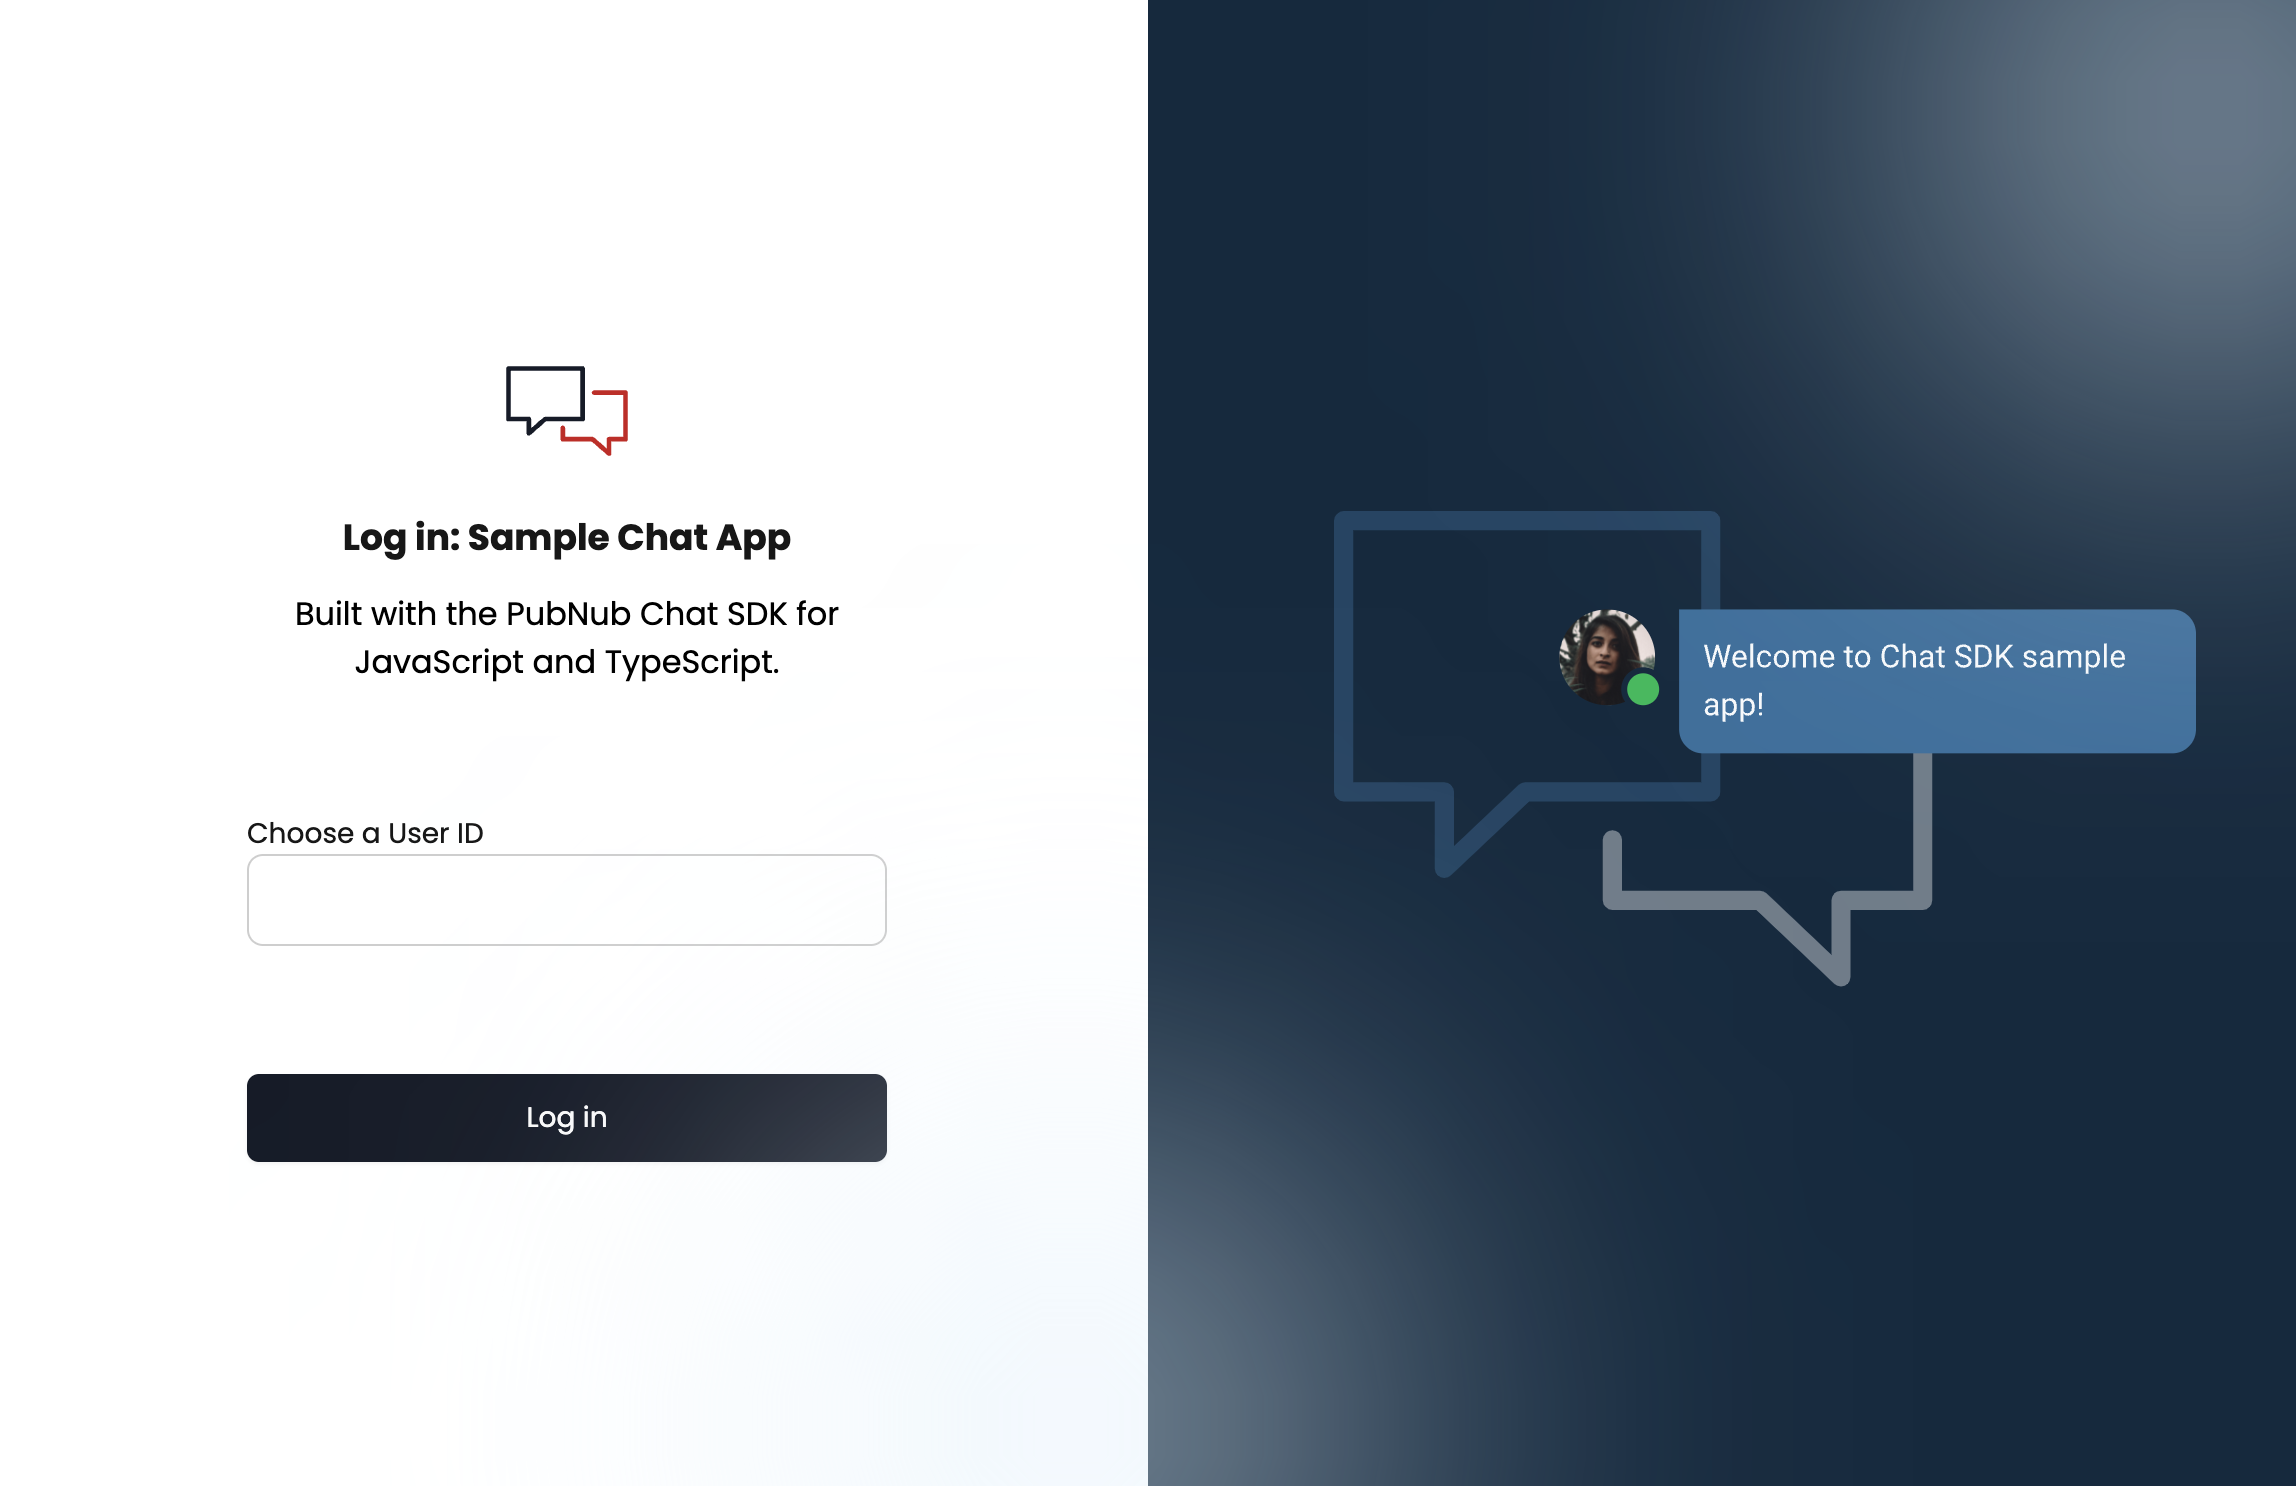 Log in: Sample Chat App
Built with the PubNub Chat SDK for
JavaScript and TypeScript.
Choose a User ID
Log in
Welcome to Chat SDK sample
app!